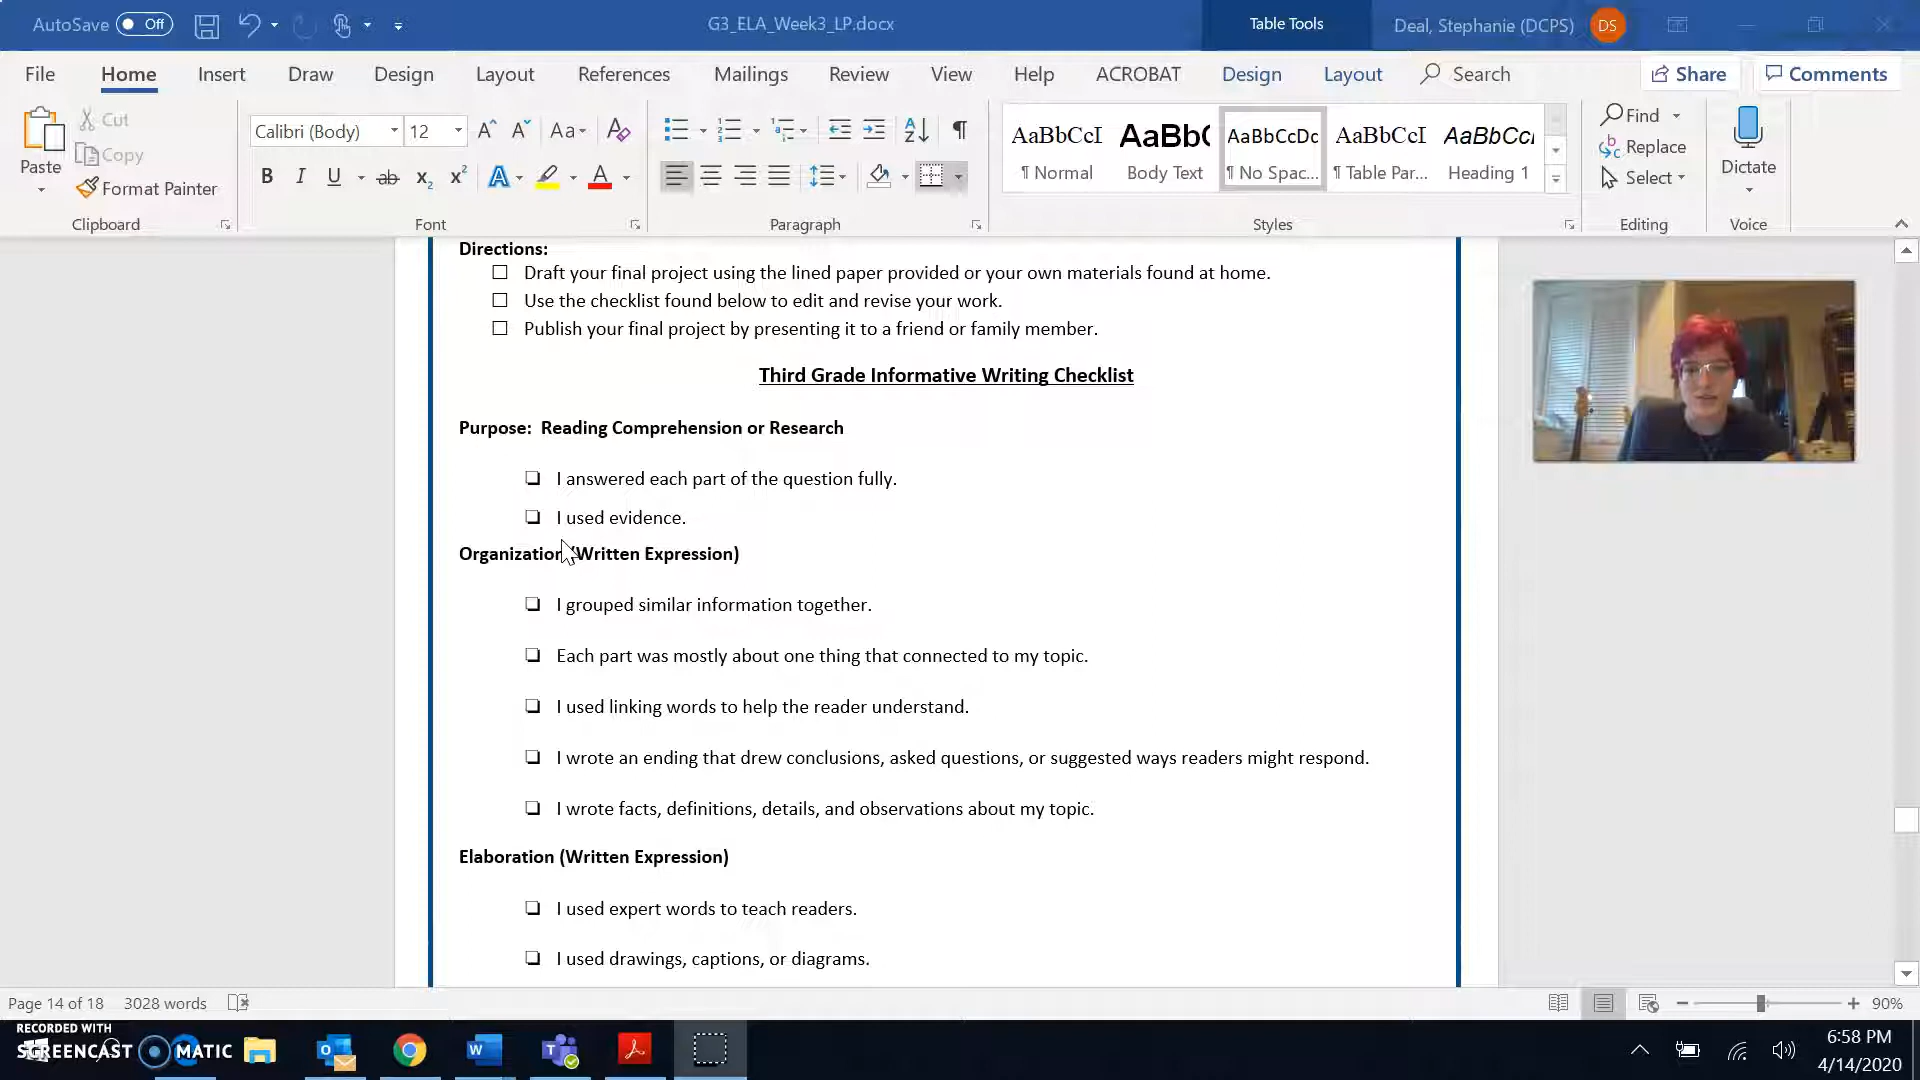 AutoSave Off
G3_ELA_Week3_LP.docx
Table Tools
Deal, Stephanie (DCPS) DS
File Home Insert Draw Design Layout References Mailings Review View Help ACROBAT Design Layout Search Share Comments
Paste
Cut
Copy
Format Painter
Clipboard
Calibri (Body) 12
Font
Paragraph
AaBbCcI AaBbC AaBbCcDc AaBbCcI AaBbCcI
¶ Normal Body Text ¶ No Spac... ¶ Table Par... Heading 1
Styles
Find
Replace
Select
Editing
Dictate
Voice
Directions:
☐ Draft your final project using the lined paper provided or your own materials found at home.
☐ Use the checklist found below to edit and revise your work.
☐ Publish your final project by presenting it to a friend or family member.
Third Grade Informative Writing Checklist
Purpose: Reading Comprehension or Research
❏ I answered each part of the question fully.
❏ I used evidence.
Organization (Written Expression)
❏ I grouped similar information together.
❏ Each part was mostly about one thing that connected to my topic.
❏ I used linking words to help the reader understand.
❏ I wrote an ending that drew conclusions, asked questions, or suggested ways readers might respond.
❏ I wrote facts, definitions, details, and observations about my topic.
Elaboration (Written Expression)
❏ I used expert words to teach readers.
❏ I used drawings, captions, or diagrams.
Page 14 of 18 3028 words
90%
RECORDED WITH
SCREENCAST MATIC
6:58 PM
4/14/2020